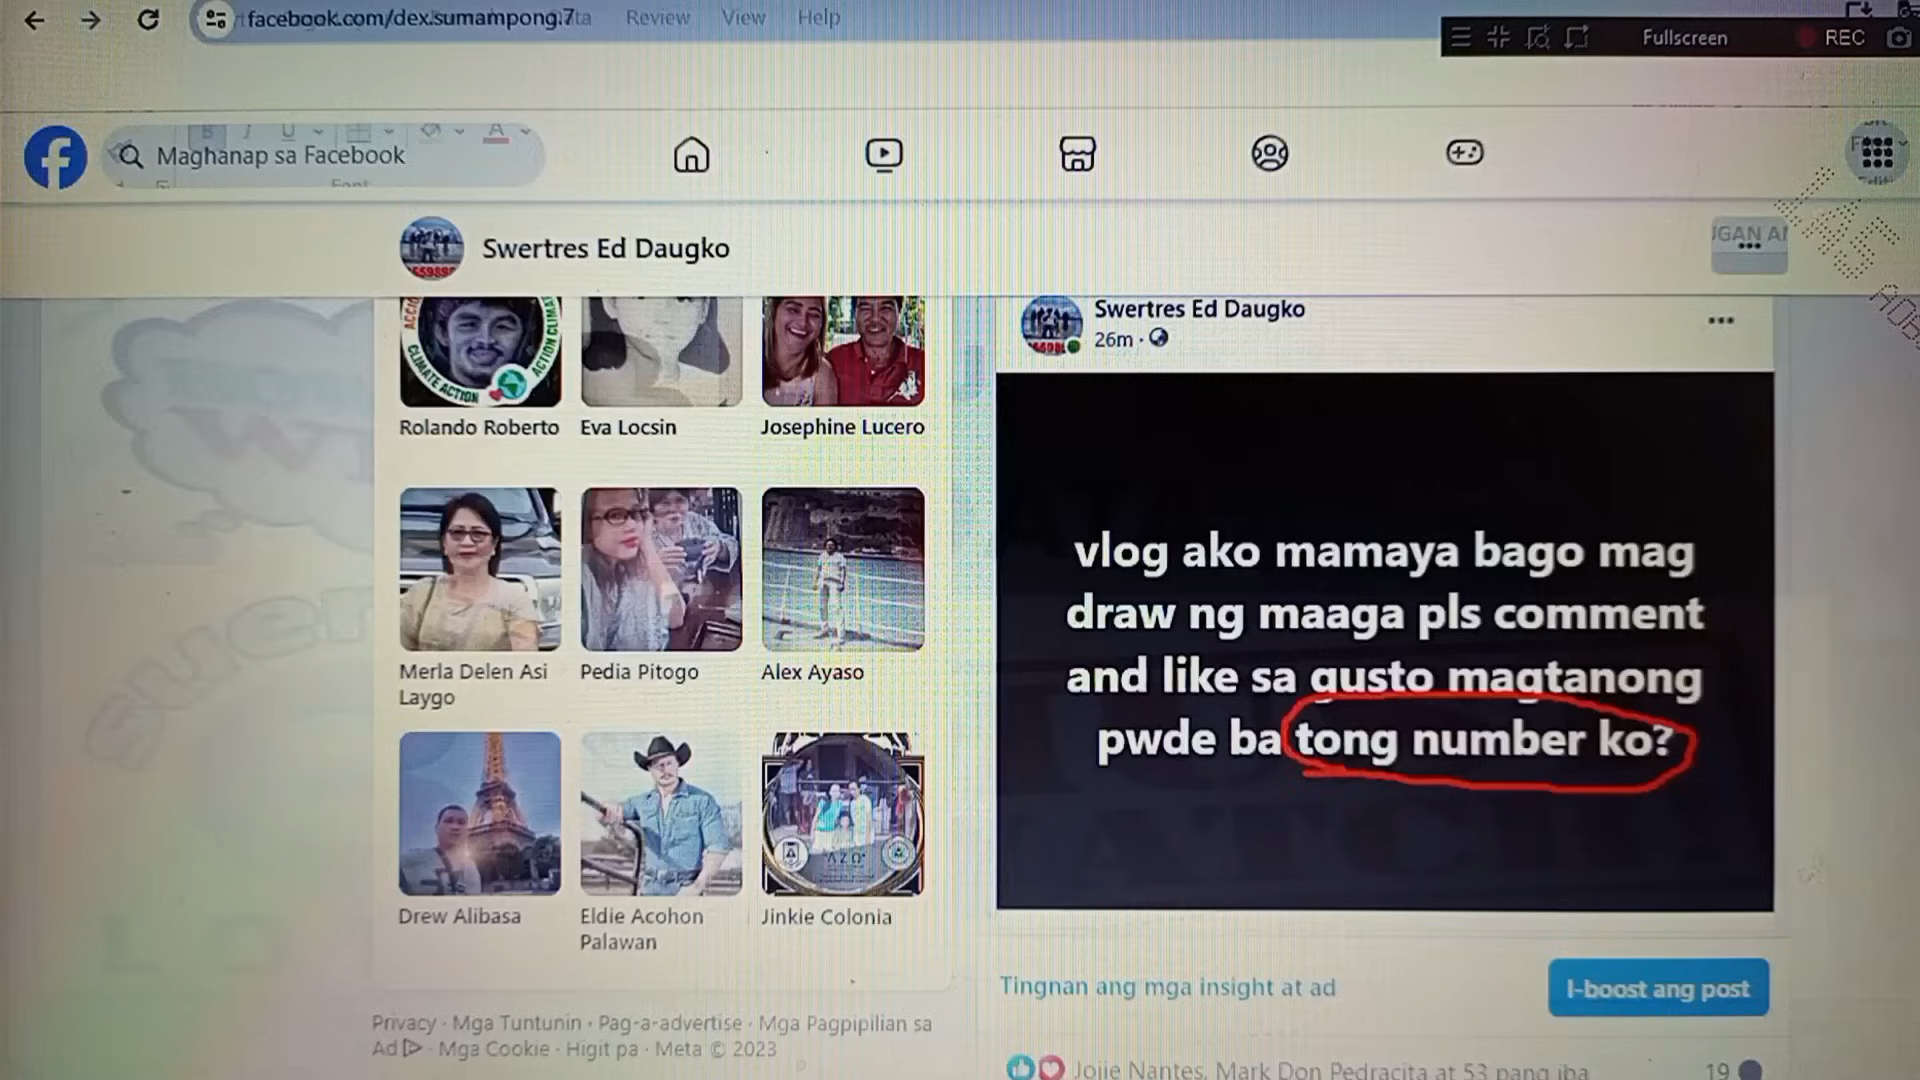 facebook.com/dex.sumampong.7
Review View Help
Fullscreen
REC
Maghanap sa Facebook
Font
Swertres Ed Daugko
Rolando Roberto
Eva Locsin
Josephine Lucero
CLIMATE ACTION
Merla Delen Asi
Laygo
Pedia Pitogo
Alex Ayaso
Drew Alibasa
Eldie Acohon
Palawan
Jinkie Colonia
Privacy · Mga Tuntunin · Pag-a-advertise · Mga Pagpipilian sa
Ad · Mga Cookie · Higit pa · Meta © 2023
Swertres Ed Daugko
26m ·
vlog ako mamaya bago mag
draw ng maaga pls comment
and like sa gusto magtanong
pwde ba tong number ko?
Tingnan ang mga insight at ad
I-boost ang post
Jojie Nantes, Mark Don Pedracita at 53 pang iba
19